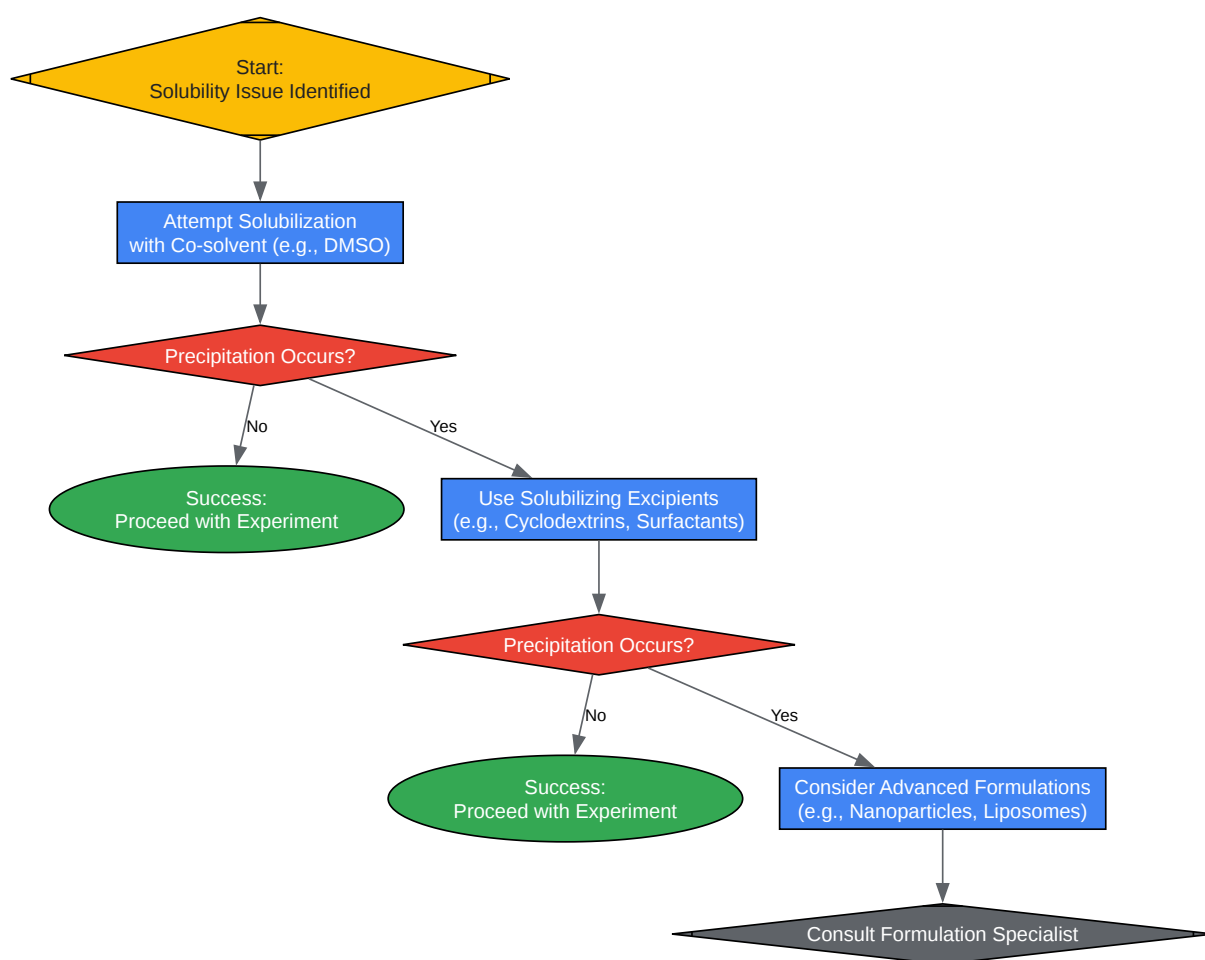 Start:
Solubility Issue Identified
Attempt Solubilization
with Co-solvent (e.g., DMSO)
Precipitation Occurs?
No
Yes
Success:
Proceed with Experiment
Use Solubilizing Excipients
(e.g., Cyclodextrins, Surfactants)
Precipitation Occurs?
No
Yes
Success:
Proceed with Experiment
Consider Advanced Formulations
(e.g., Nanoparticles, Liposomes)
Consult Formulation Specialist